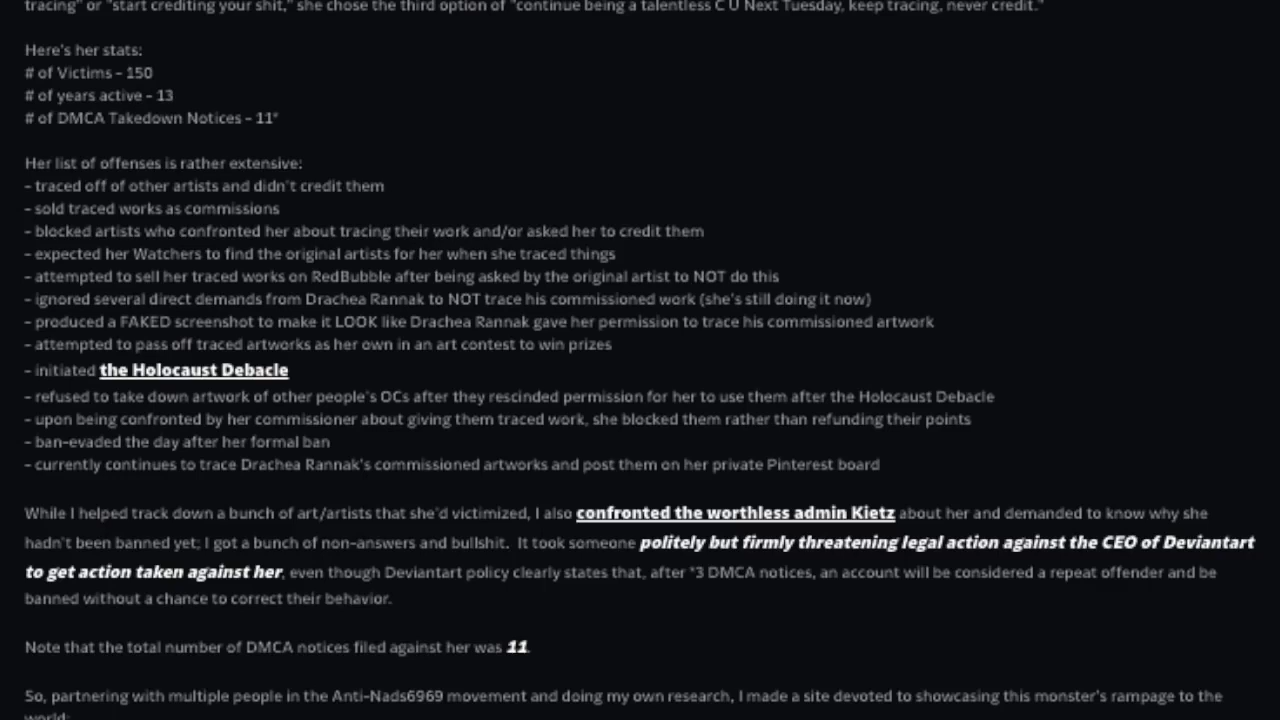 tracing" or "start crediting your shit," she chose the third option of "continue being a talentless C U Next Tuesday, keep tracing, never credit."
Here's her stats:
# of Victims - 150
# of years active - 13
# of DMCA Takedown Notices - 11*
Her list of offenses is rather extensive:
- traced off of other artists and didn't credit them
- sold traced works as commissions
- blocked artists who confronted her about tracing their work and/or asked her to credit them
- expected her Watchers to find the original artists for her when she traced things
- attempted to sell her traced works on RedBubble after being asked by the original artist to NOT do this
- ignored several direct demands from Drachea Rannak to NOT trace his commissioned work (she's still doing it now)
- produced a FAKED screenshot to make it LOOK like Drachea Rannak gave her permission to trace his commissioned artwork
- attempted to pass off traced artworks as her own in an art contest to win prizes
- initiated the Holocaust Debacle
- refused to take down artwork of other people's OCs after they rescinded permission for her to use them after the Holocaust Debacle
- upon being confronted by her commissioner about giving them traced work, she blocked them rather than refunding their points
- ban-evaded the day after her formal ban
- currently continues to trace Drachea Rannak's commissioned artworks and post them on her private Pinterest board
While I helped track down a bunch of art/artists that she'd victimized, I also confronted the worthless admin Kietz about her and demanded to know why she
hadn't been banned yet; I got a bunch of non-answers and bullshit.  It took someone politely but firmly threatening legal action against the CEO of Deviantart
to get action taken against her, even though Deviantart policy clearly states that, after *3 DMCA notices, an account will be considered a repeat offender and be
banned without a chance to correct their behavior.
Note that the total number of DMCA notices filed against her was 11.
So, partnering with multiple people in the Anti-Nads6969 movement and doing my own research, I made a site devoted to showcasing this monster's rampage to the
world: